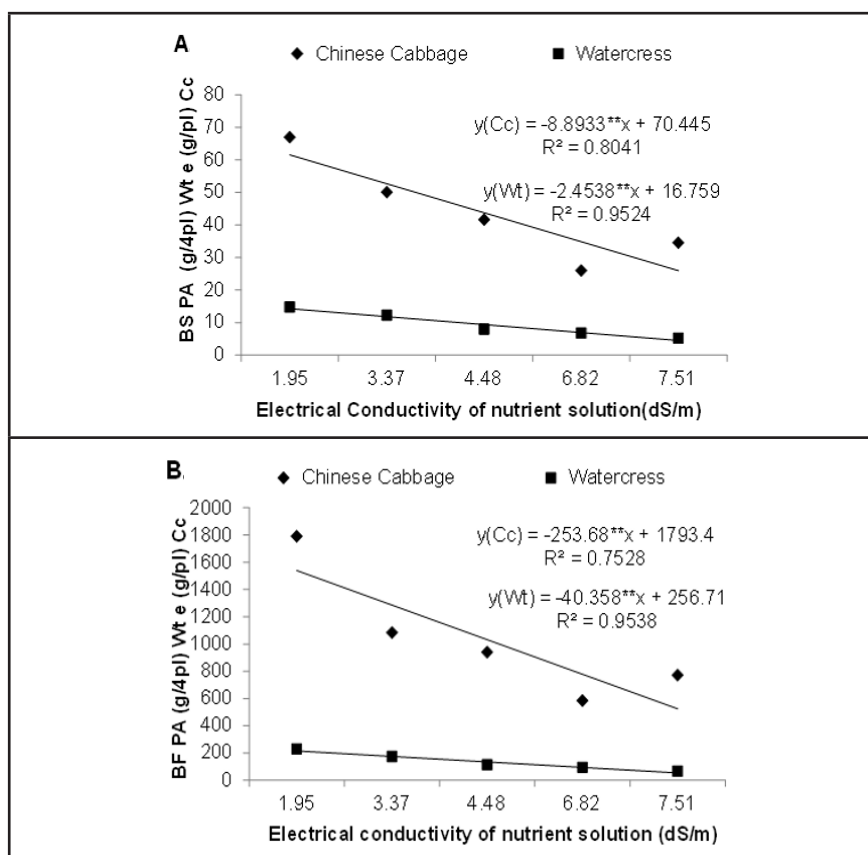 A
Chinese Cabbage Watercress
BS PA (g/4pl) Wt e (g/pl) Cc
80
70
60
50
40
30
20
10
0
y(Cc) = -8.8933**x + 70.445
R² = 0.8041
y(Wt) = -2.4538**x + 16.759
R² = 0.9524
1.95 3.37 4.48 6.82 7.51
Electrical Conductivity of nutrient solution(dS/m)
B
Chinese Cabbage Watercress
BF PA (g/4pl) Wt e (g/pl) Cc
2000
1800
1600
1400
1200
1000
800
600
400
200
0
y(Cc) = -253.68**x + 1793.4
R² = 0.7528
y(Wt) = -40.358**x + 256.71
R² = 0.9538
1.95 3.37 4.48 6.82 7.51
Electrical conductivity of nutrient solution (dS/m)